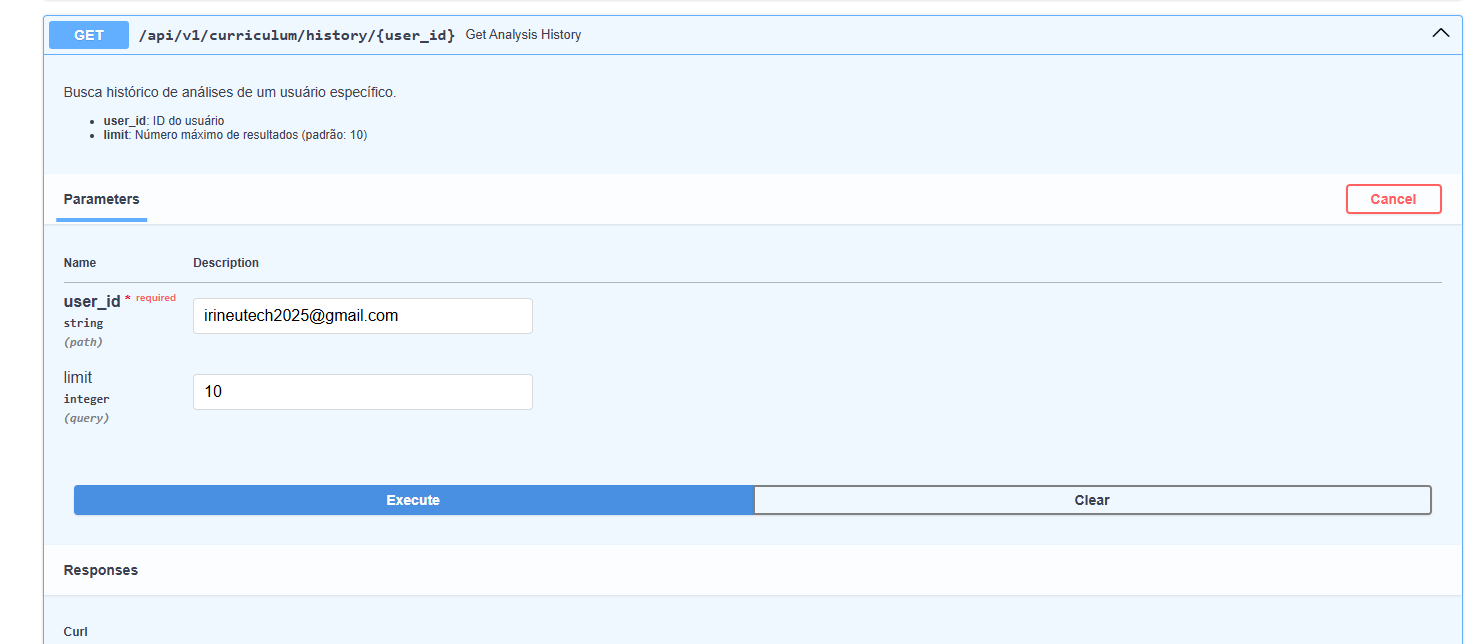 GET /api/v1/curriculum/history/{user_id} Get Analysis History
Busca histórico de análises de um usuário específico.
• user_id: ID do usuário
• limit: Número máximo de resultados (padrão: 10)
Parameters
Cancel
Name Description
user_id * required
string
(path)
irineutech2025@gmail.com
limit
integer
(query)
10
Execute Clear
Responses
Curl